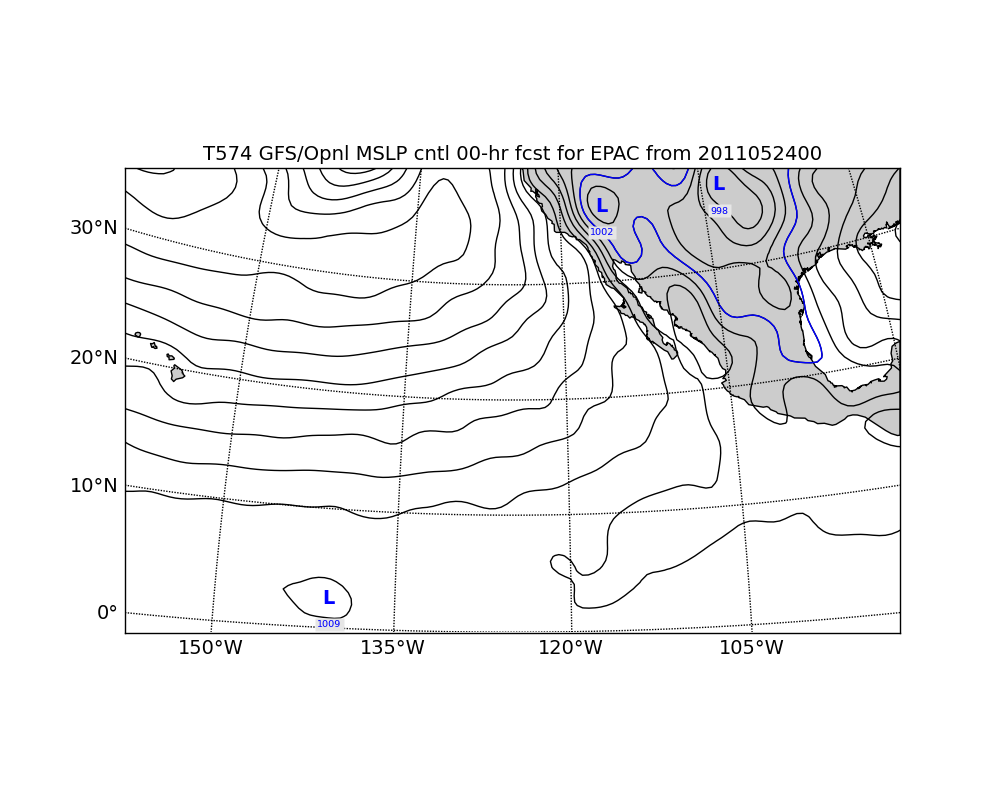 T574 GFS/Opnl MSLP cntl 00-hr fcst for EPAC from 2011052400
L
998
L
1002
30°N
20°N
10°N
L
1009
0°
150°W 135°W 120°W 105°W